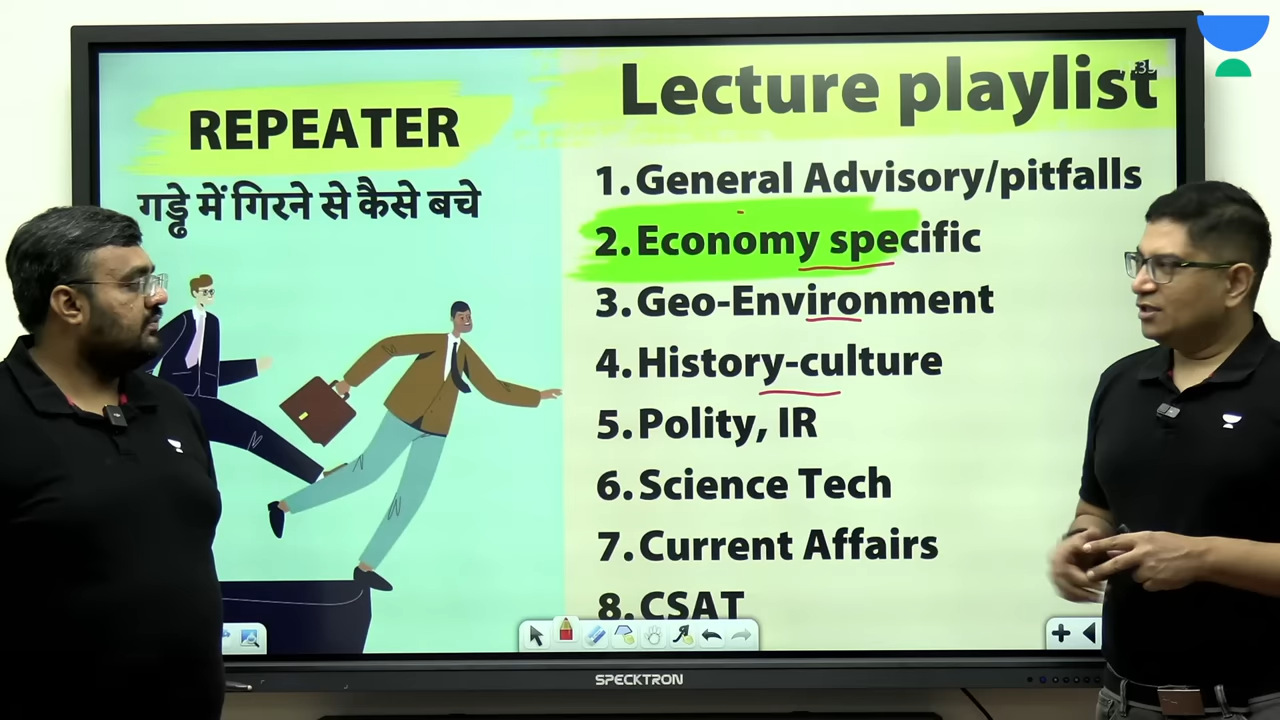 REPEATER
गड्ढे में गिरने से कैसे बचे
Lecture playlist
1. General Advisory/pitfalls
2. Economy specific
3. Geo-Environment
4. History-culture
5. Polity, IR
6. Science Tech
7. Current Affairs
8. CSAT
SPECKTRON